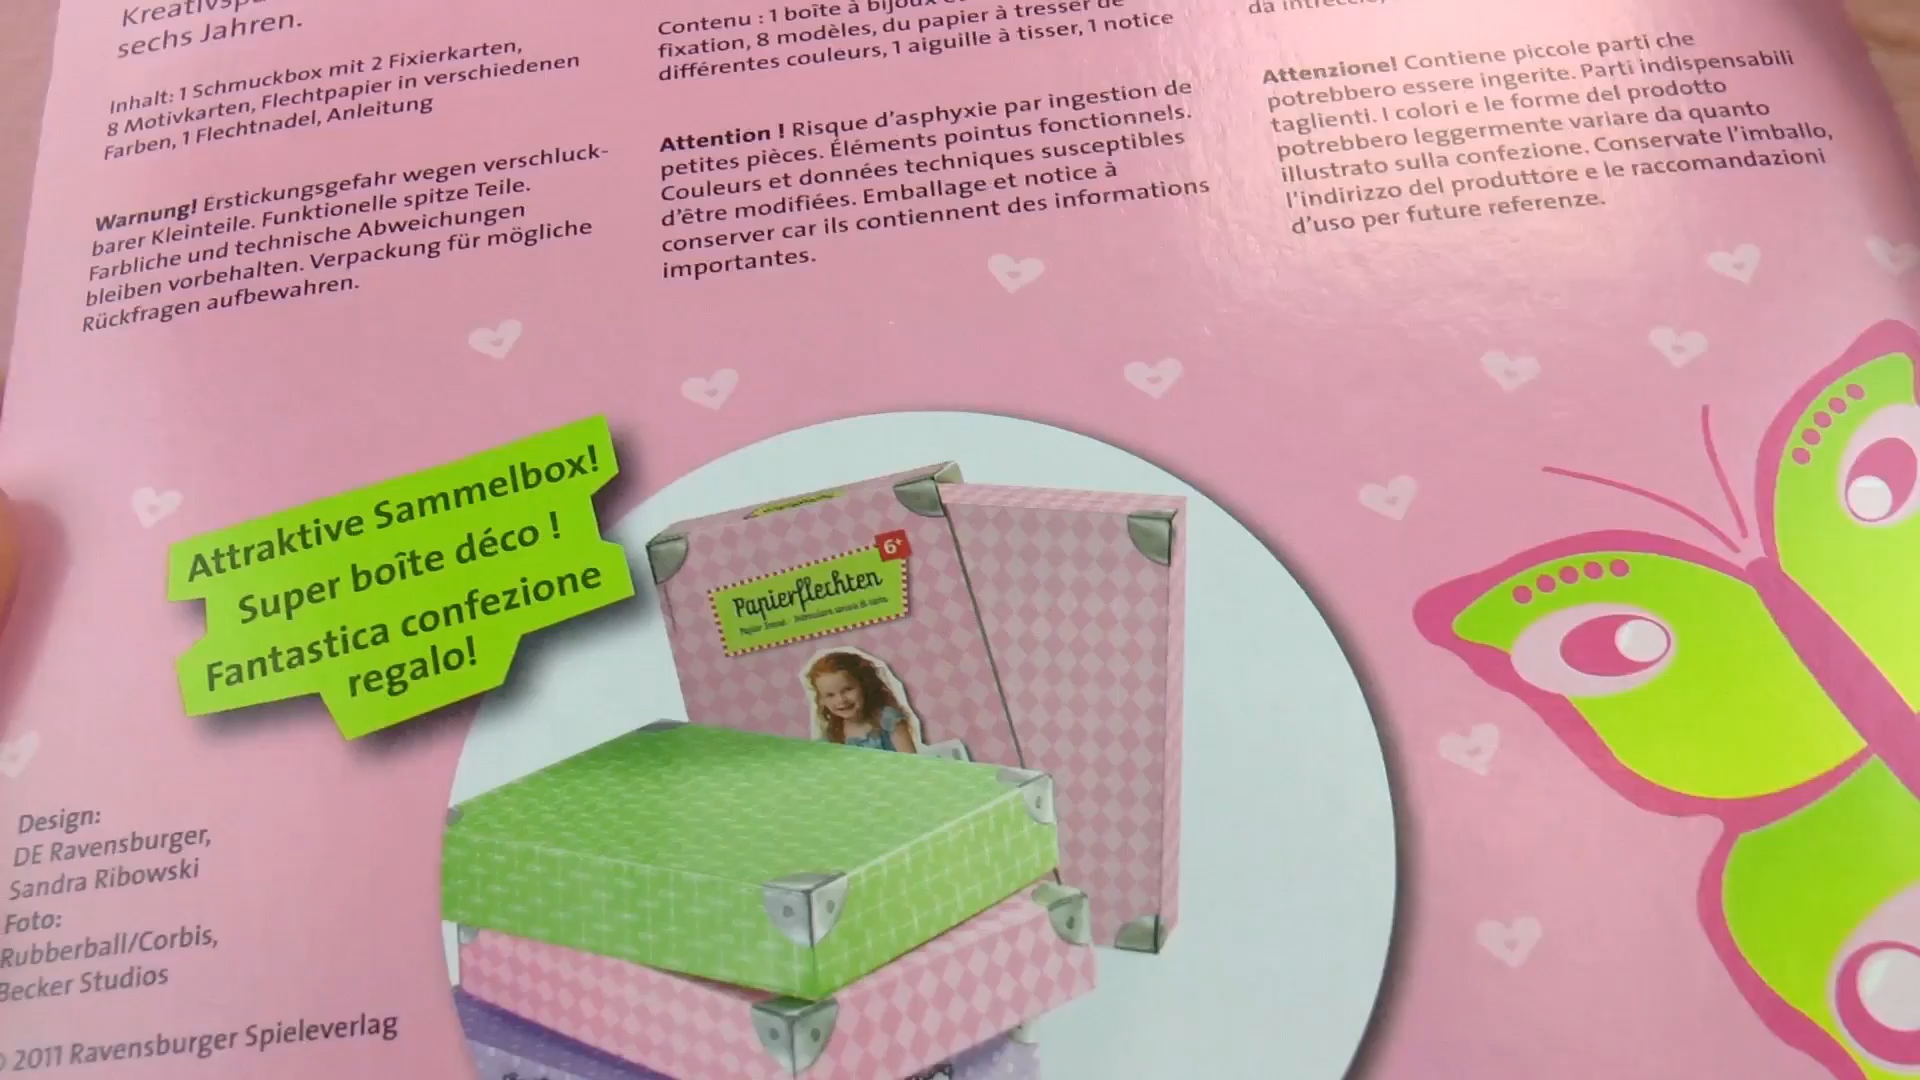 sechs Jahren.
Inhalt: 1 Schmuckbox mit 2 Fixierkarten,
8 Motivkarten, Flechtpapier in verschiedenen
Farben, 1 Flechtnadel, Anleitung
Warnung! Erstickungsgefahr wegen verschluck-
barer Kleinteile. Funktionelle spitze Teile.
Farbliche und technische Abweichungen
bleiben vorbehalten. Verpackung für mögliche
Rückfragen aufbewahren.
Contenu : 1 boîte à bijoux
fixation, 8 modèles, du papier à tresser de
différentes couleurs, 1 aiguille à tisser, 1 notice
Attention ! Risque d'asphyxie par ingestion de
petites pièces. Éléments pointus fonctionnels.
Couleurs et données techniques susceptibles
d'être modifiées. Emballage et notice à
conserver car ils contiennent des informations
importantes.
Attenzione! Contiene piccole parti che
potrebbero essere ingerite. Parti indispensabili
taglienti. I colori e le forme del prodotto
potrebbero leggermente variare da quanto
illustrato sulla confezione. Conservate l'imballo,
l'indirizzo del produttore e le raccomandazioni
d'uso per future referenze.
Attraktive Sammelbox!
Super boîte déco !
Fantastica confezione
regalo!
6+
Papierflechten
Design:
DE Ravensburger,
Sandra Ribowski
Foto:
Rubberball/Corbis,
Becker Studios
© 2011 Ravensburger Spieleverlag